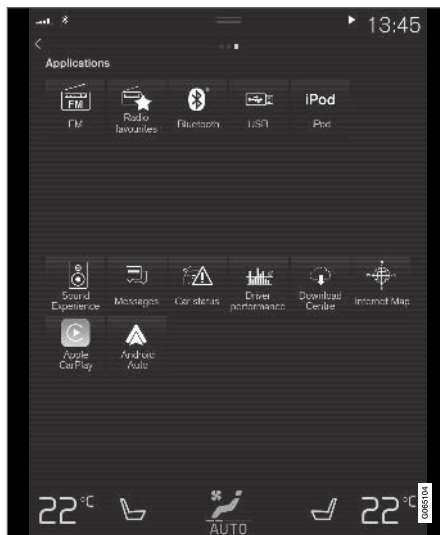 13:45
Applications
FM
iPod
FM
Radio
favourites
Bluetooth
USB
iPod
Sound
Experience
Messages
Car status
Driver
performance
Download
Centre
Internet Map
Apple
CarPlay
Android
Auto
22°C
22°C
AUTO
G065104